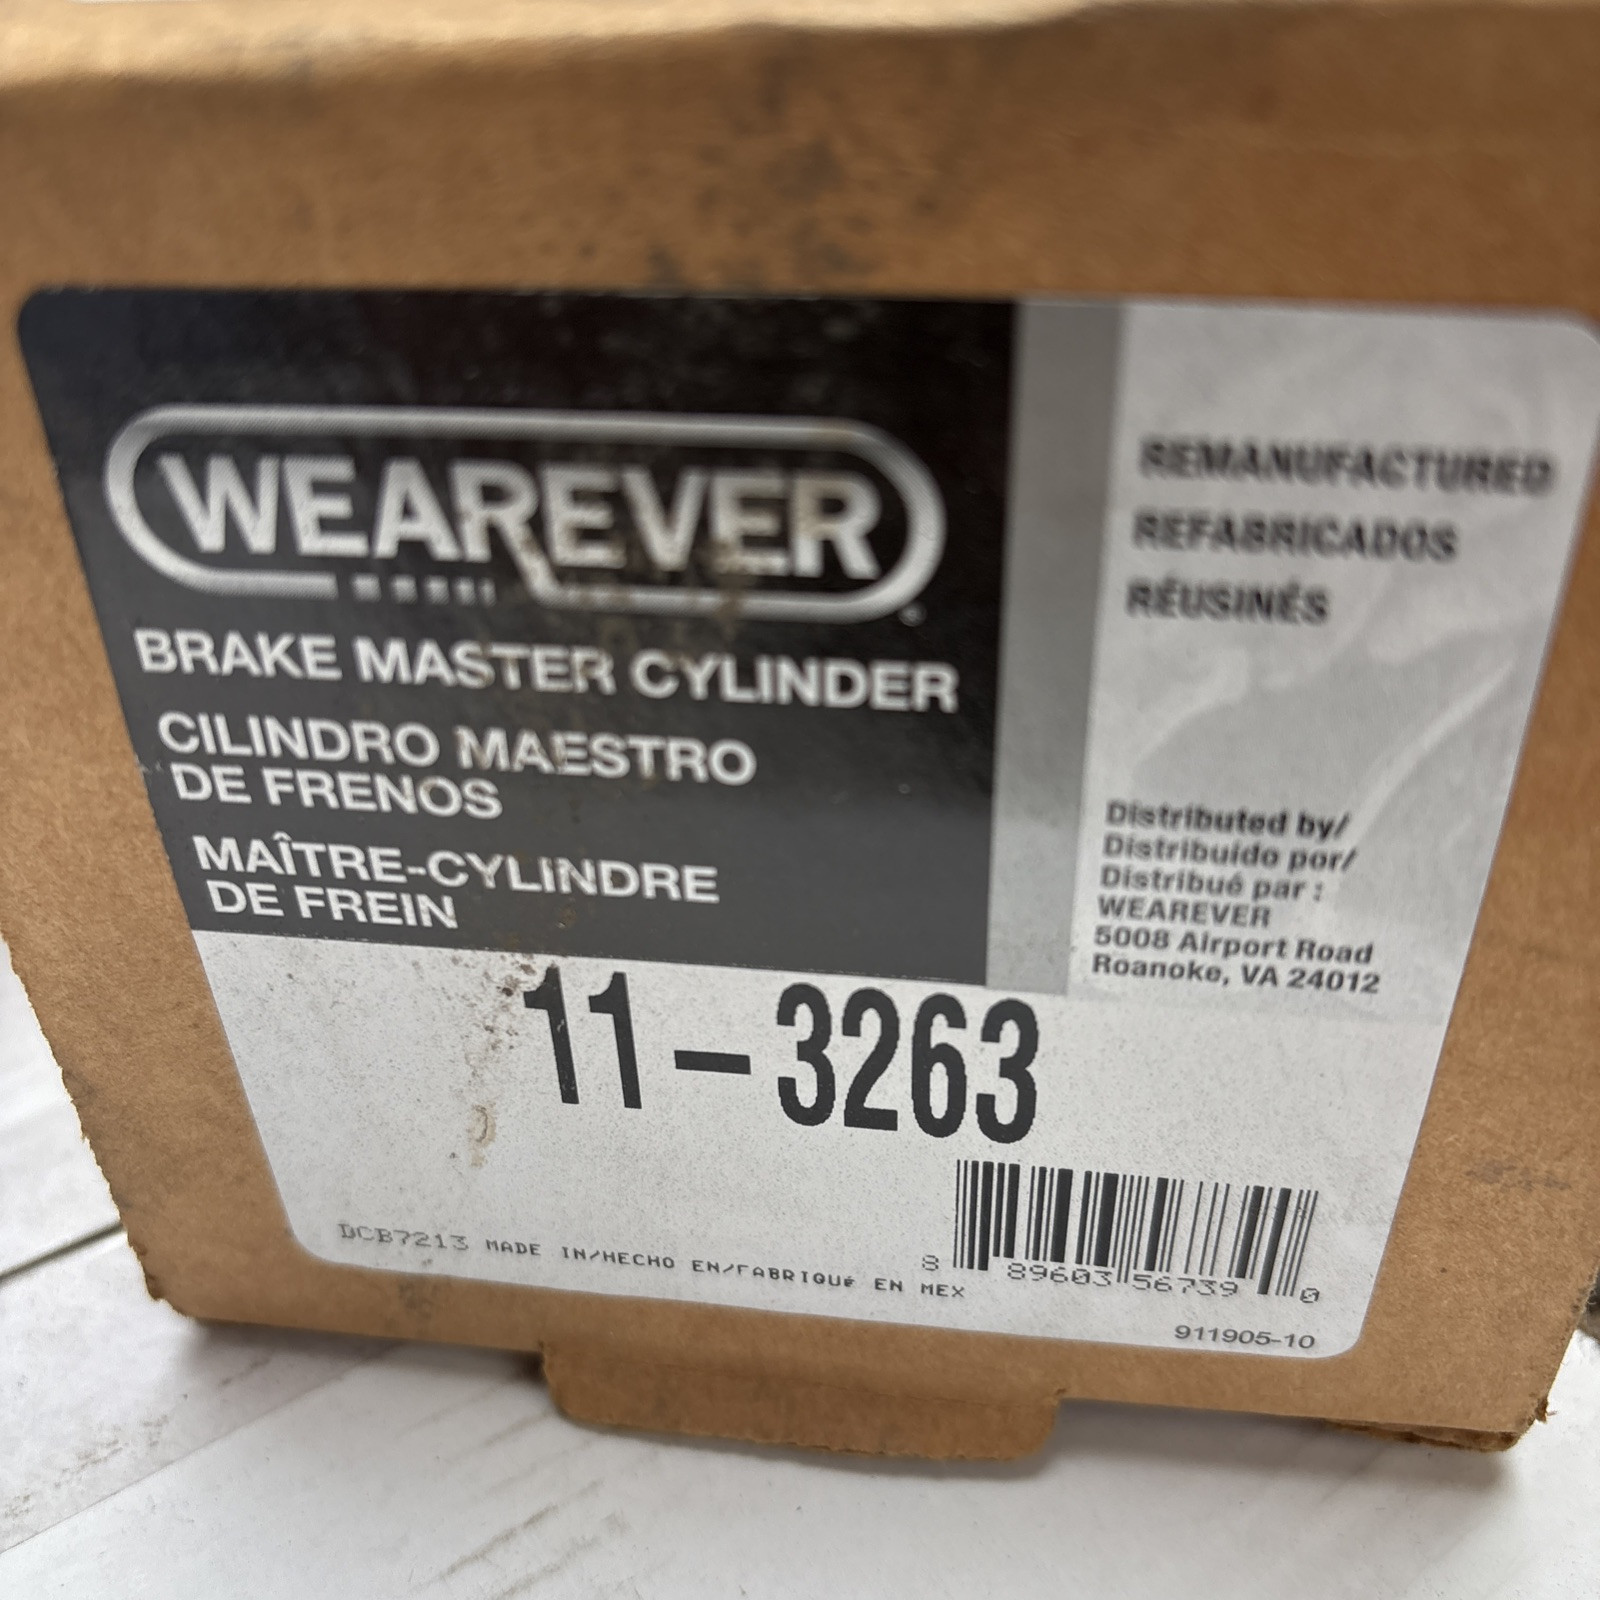 WEAREVER
BRAKE MASTER CYLINDER
CILINDRO MAESTRO
DE FRENOS
MAÎTRE-CYLINDRE
DE FREIN
REMANUFACTURED
REFABRICADOS
RÉUSINÉS
Distributed by/
Distribuido por/
Distribué par :
WEAREVER
5008 Airport Road
Roanoke, VA 24012
11-3263
DCB7213 MADE IN/HECHO EN/FABRIQUé EN MEX
8 89603 56739 0
911905-10